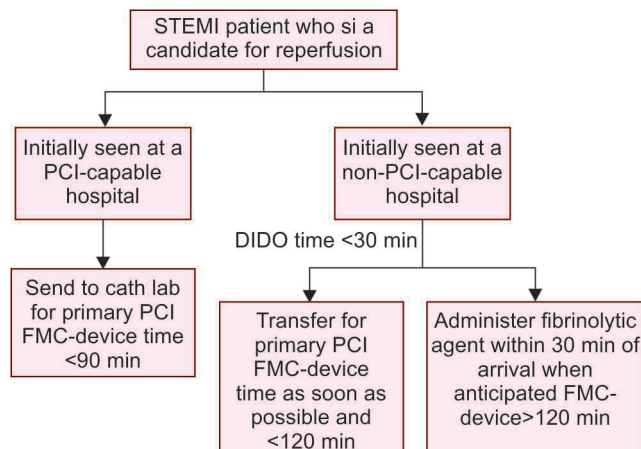 STEMI patient who si a
candidate for reperfusion
Initially seen at a
PCI-capable
hospital
Initially seen at a
non-PCI-capable
hospital
DIDO time <30 min
Send to cath lab
for primary PCI
FMC-device time
<90 min
Transfer for
primary PCI
FMC-device
time as soon as
possible and
<120 min
Administer fibrinolytic
agent within 30 min of
arrival when
anticipated FMC-
device>120 min